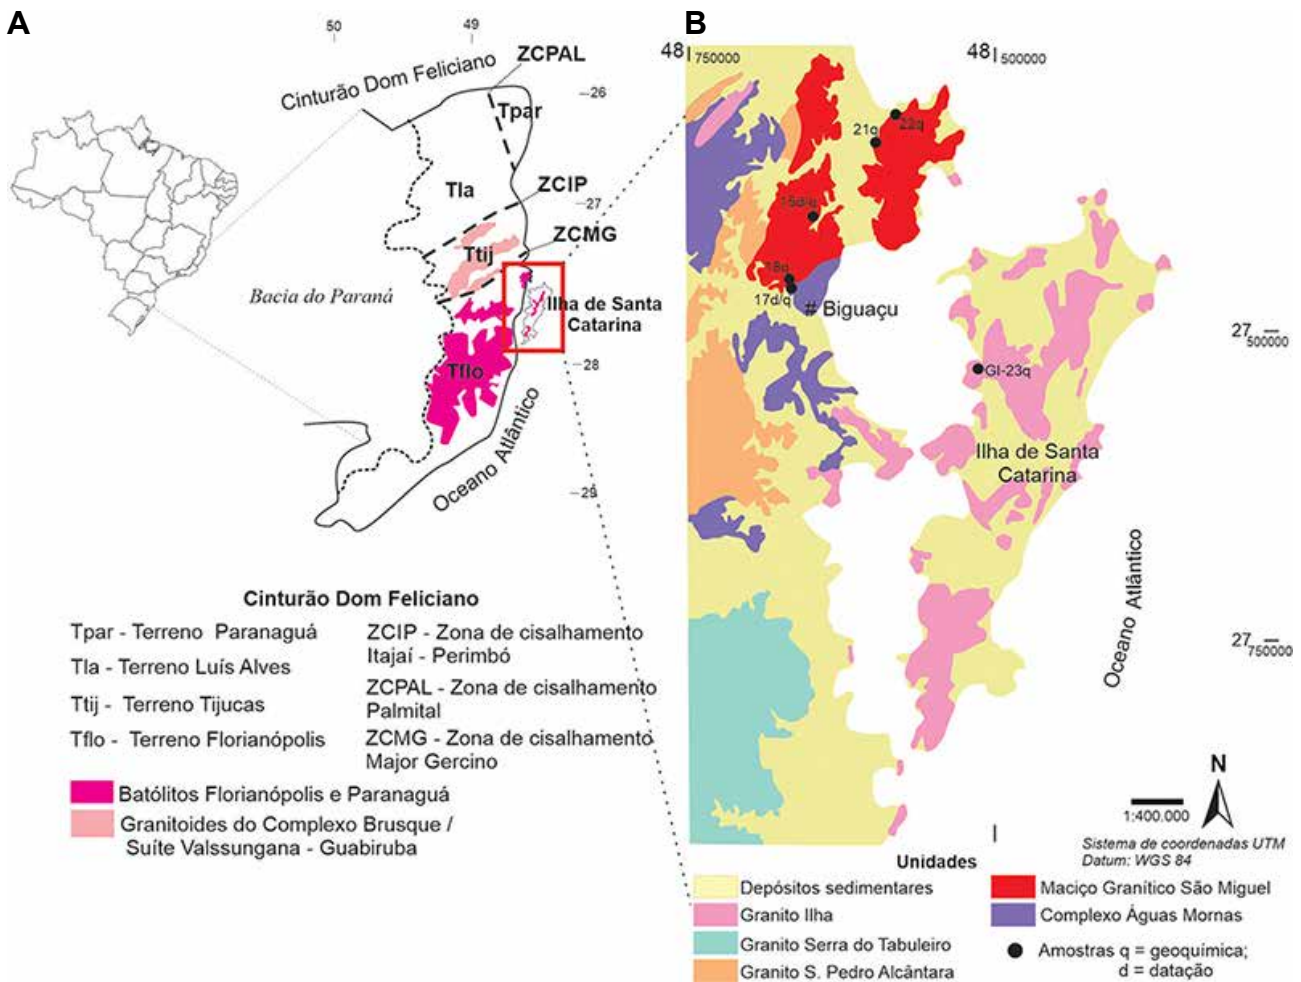 A
50
49
ZCPAL
Cinturão Dom Feliciano
26
Tpar
Tla
ZCIP
27
ZCMG
Ttij
Bacia do Paraná
Ilha de Santa
Catarina
28
Tflo
Oceano Atlântico
Cinturão Dom Feliciano
Tpar - Terreno Paranaguá
Tla - Terreno Luís Alves
Ttij - Terreno Tijucas
Tflo - Terreno Florianópolis
ZCIP - Zona de cisalhamento
Itajaí - Perimbó
ZCPAL - Zona de cisalhamento
Palmital
ZCMG - Zona de cisalhamento
Major Gercino
Batólitos Florianópolis e Paranaguá
Granitoides do Complexo Brusque /
Suíte Valssungana - Guabiruba
B
48 750000
48 500000
21q
22q
15d/q
18q
17d/q
# Biguaçu
27 500000
GI-23q
Ilha de Santa
Catarina
Oceano Atlântico
27 750000
N
1:400.000
Sistema de coordenadas UTM
Datum: WGS 84
Unidades
Depósitos sedimentares
Granito Ilha
Granito Serra do Tabuleiro
Granito S. Pedro Alcântara
Maciço Granítico São Miguel
Complexo Águas Mornas
Amostras q = geoquímica;
d = datação